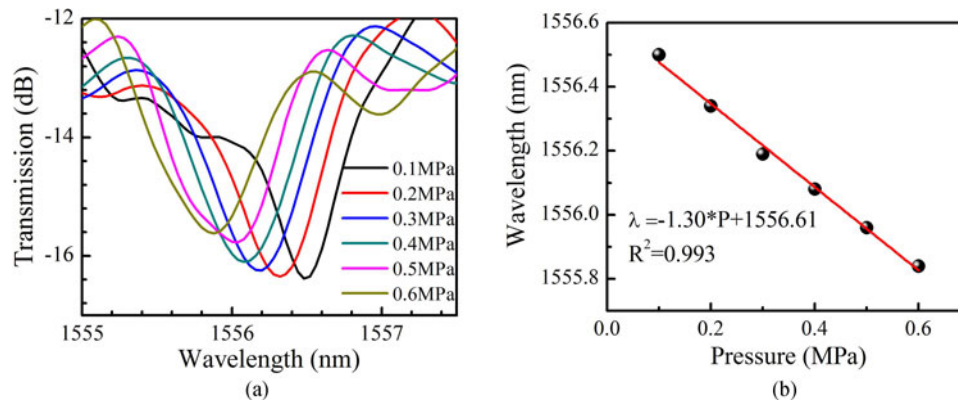 -12
-14
-16
Transmission (dB)
0.1MPa
0.2MPa
0.3MPa
0.4MPa
0.5MPa
0.6MPa
1555
1556
1557
Wavelength (nm)
(a)
1556.6
1556.4
1556.2
1556.0
1555.8
Wavelength (nm)
λ =-1.30*P+1556.61
R²=0.993
0.0
0.2
0.4
0.6
Pressure (MPa)
(b)